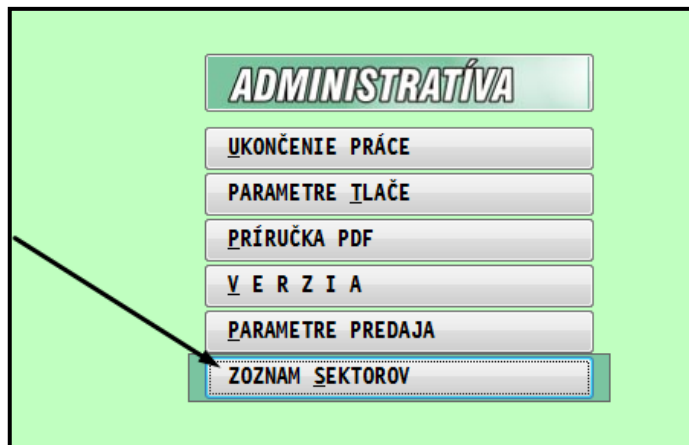 ADMINISTRATÍVA
UKONČENIE PRÁCE
PARAMETRE TLAČE
PRÍRUČKA PDF
V E R Z I A
PARAMETRE PREDAJA
ZOZNAM SEKTOROV